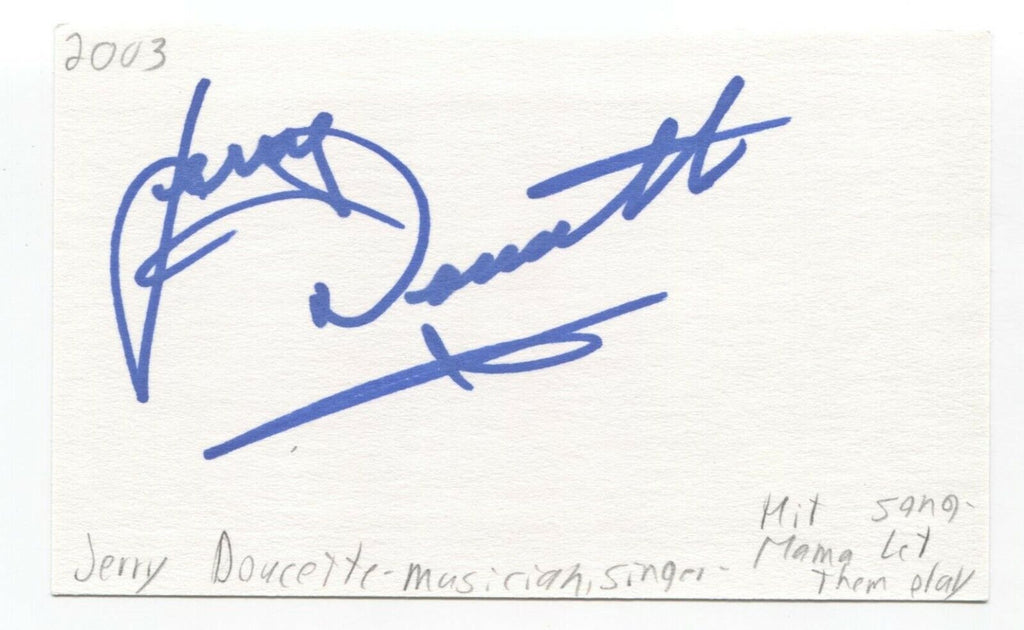 2003
Jerry
Doucette
Hit song-
Mama Let
Them play
Jerry Doucette-musician, singer-